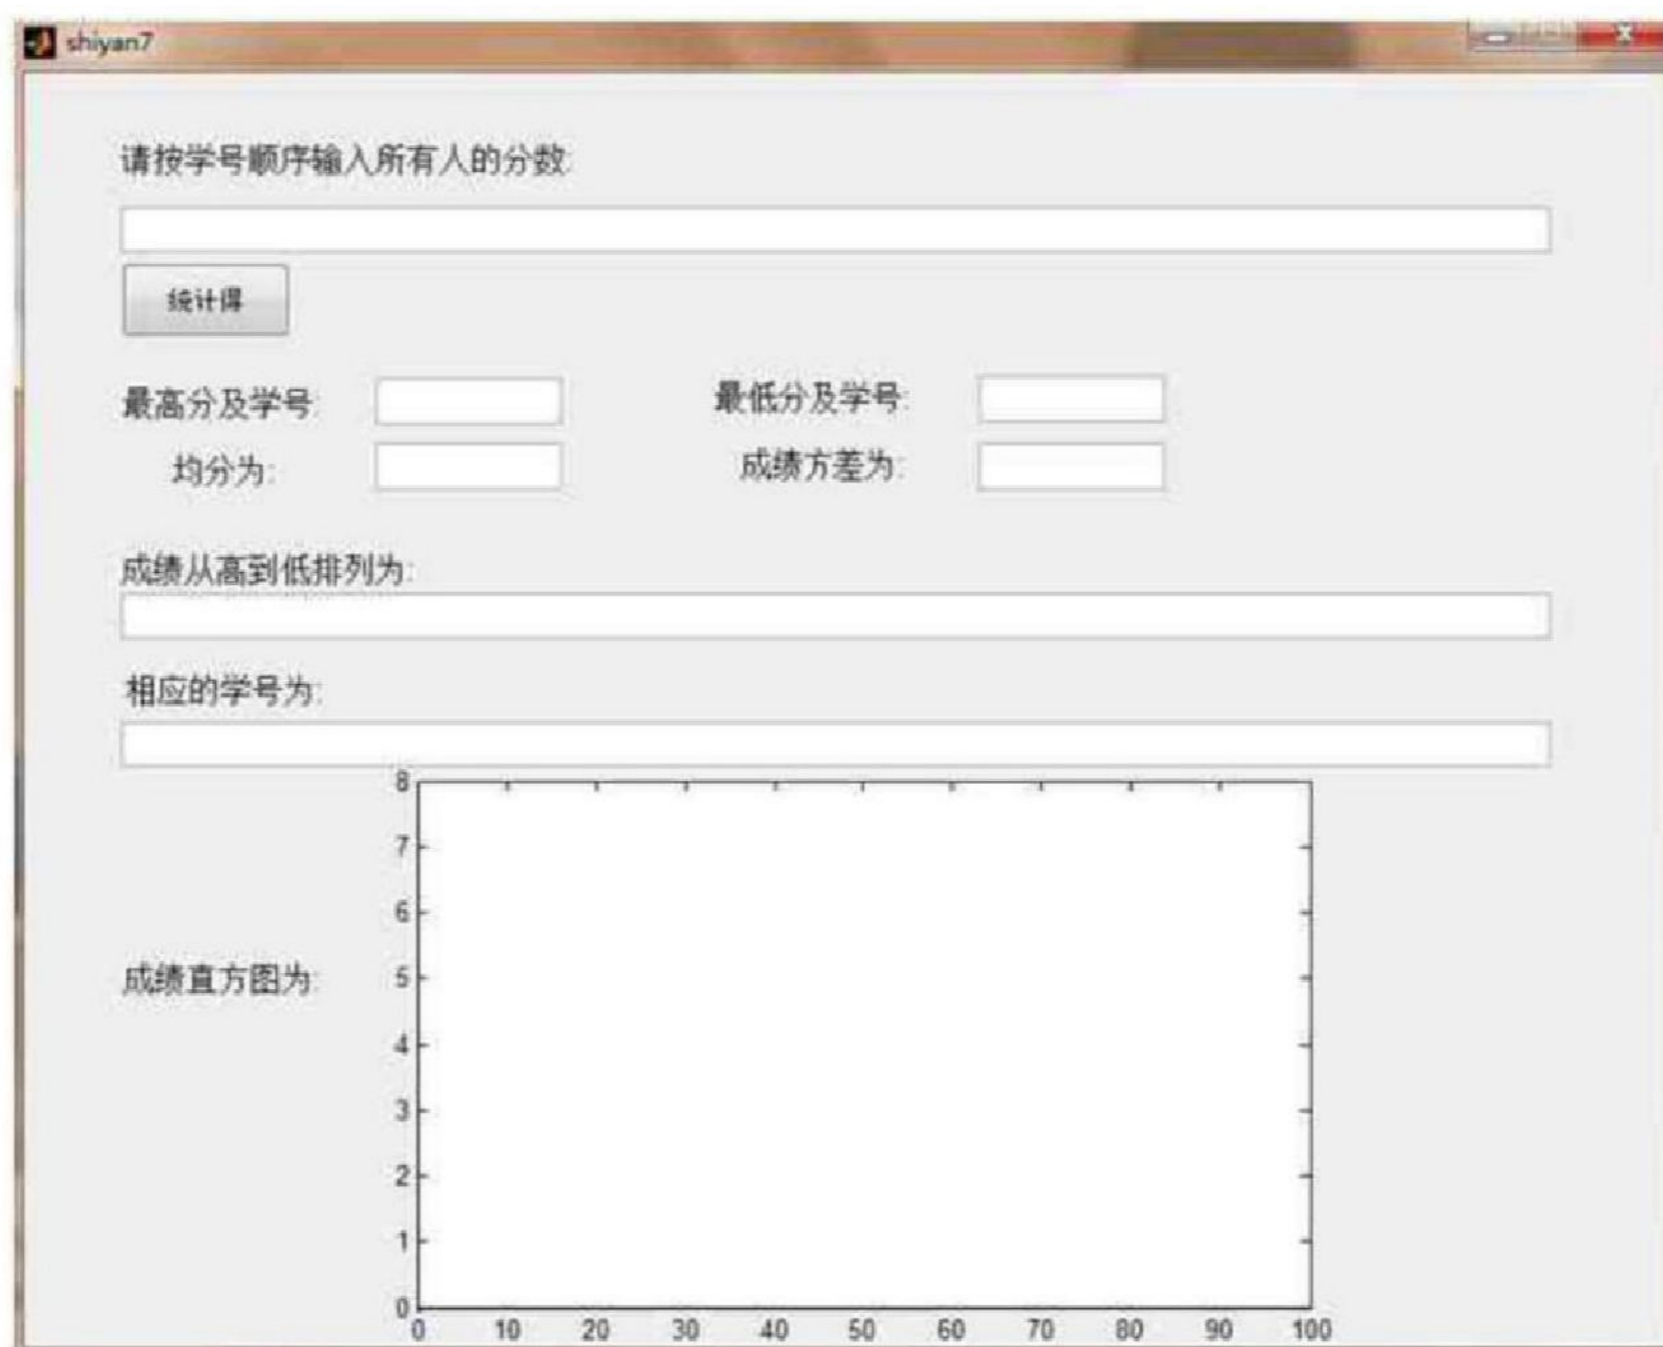 shiyan7
请按学号顺序输入所有人的分数:
统计得
最高分及学号: 最低分及学号:
均分为: 成绩方差为:
成绩从高到低排列为:
相应的学号为:
成绩直方图为:
8
7
6
5
4
3
2
1
0
0 10 20 30 40 50 60 70 80 90 100